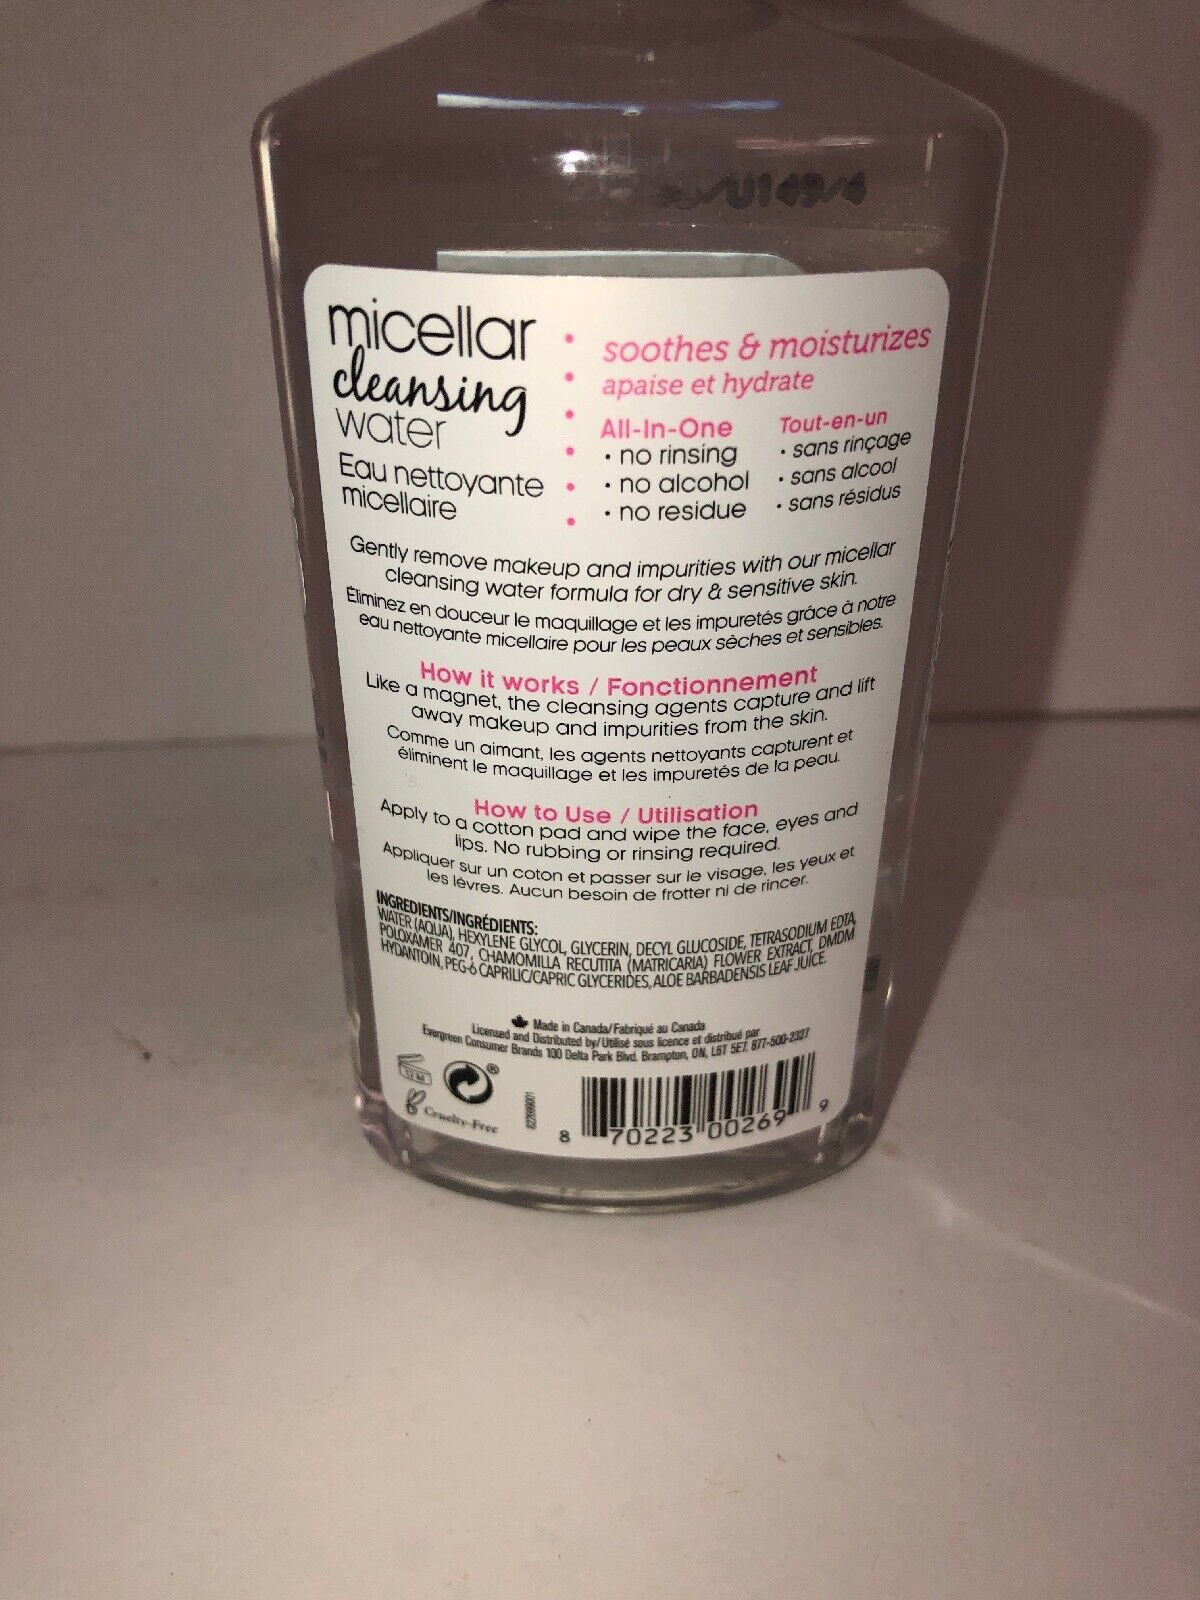 micellar
cleansing
water
Eau nettoyante
micellaire
soothes & moisturizes
apaise et hydrate
All-In-One
• no rinsing
• no alcohol
• no residue
Tout-en-un
• sans rinçage
• sans alcool
• sans résidus
Gently remove makeup and impurities with our micellar
cleansing water formula for dry & sensitive skin.
Éliminez en douceur le maquillage et les impuretés grâce à notre
eau nettoyante micellaire pour les peaux sèches et sensibles.
How it works / Fonctionnement
Like a magnet, the cleansing agents capture and lift
away makeup and impurities from the skin.
Comme un aimant, les agents nettoyants capturent et
éliminent le maquillage et les impuretés de la peau.
How to Use / Utilisation
Apply to a cotton pad and wipe the face, eyes and
lips. No rubbing or rinsing required.
Appliquer sur un coton et passer sur le visage, les yeux et
les lèvres. Aucun besoin de frotter ni de rincer.
INGREDIENTS/INGRÉDIENTS:
WATER (AQUA), HEXYLENE GLYCOL, GLYCERIN, DECYL GLUCOSIDE, TETRASODIUM EDTA,
POLOXAMER 407, CHAMOMILLA RECUTITA (MATRICARIA) FLOWER EXTRACT, DMDM
HYDANTOIN, PEG-6 CAPRILIC/CAPRIC GLYCERIDES, ALOE BARBADENSIS LEAF JUICE.
Made in Canada/Fabriqué au Canada
Licensed and Distributed by/Utilisé sous licence et distribué par
Evergreen Consumer Brands 100 Delta Park Blvd. Brampton, ON, L6T 5E7. 877-500-2327
12 M
®
Cruelty-Free
8 70223 00269 9